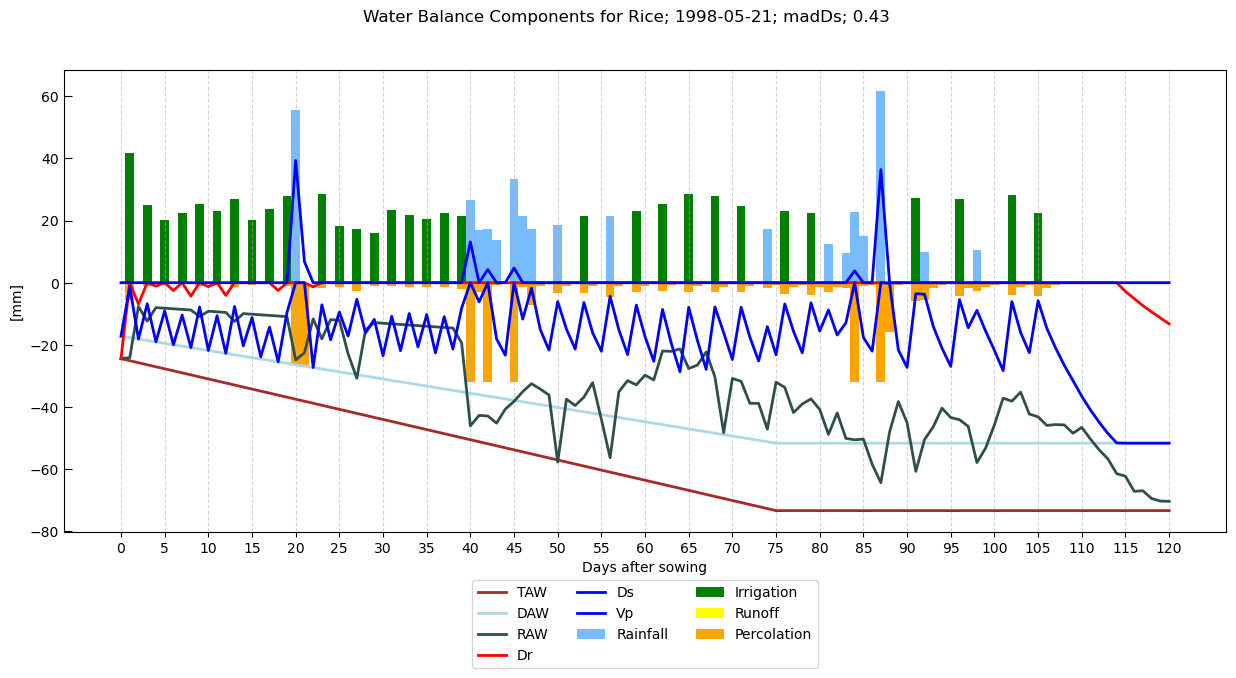 Water Balance Components for Rice; 1998-05-21; madDs; 0.43
[mm]
60
40
20
0
−20
−40
−60
−80
0 5 10 15 20 25 30 35 40 45 50 55 60 65 70 75 80 85 90 95 100 105 110 115 120
Days after sowing
TAW Ds Irrigation
DAW Vp Runoff
RAW Rainfall Percolation
Dr